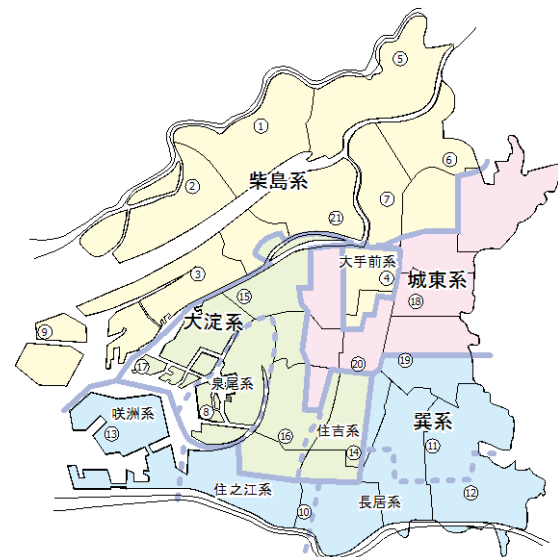 ⑤
①
⑥
②
柴島系
⑦
㉑
大手前系
③
④
城東系
⑮
⑱
大淀系
⑨
⑳
⑲
⑰
泉尾系
咲洲系
⑧
巽系
⑬
⑯
住吉系
⑪
⑭
住之江系
長居系
⑫
⑩